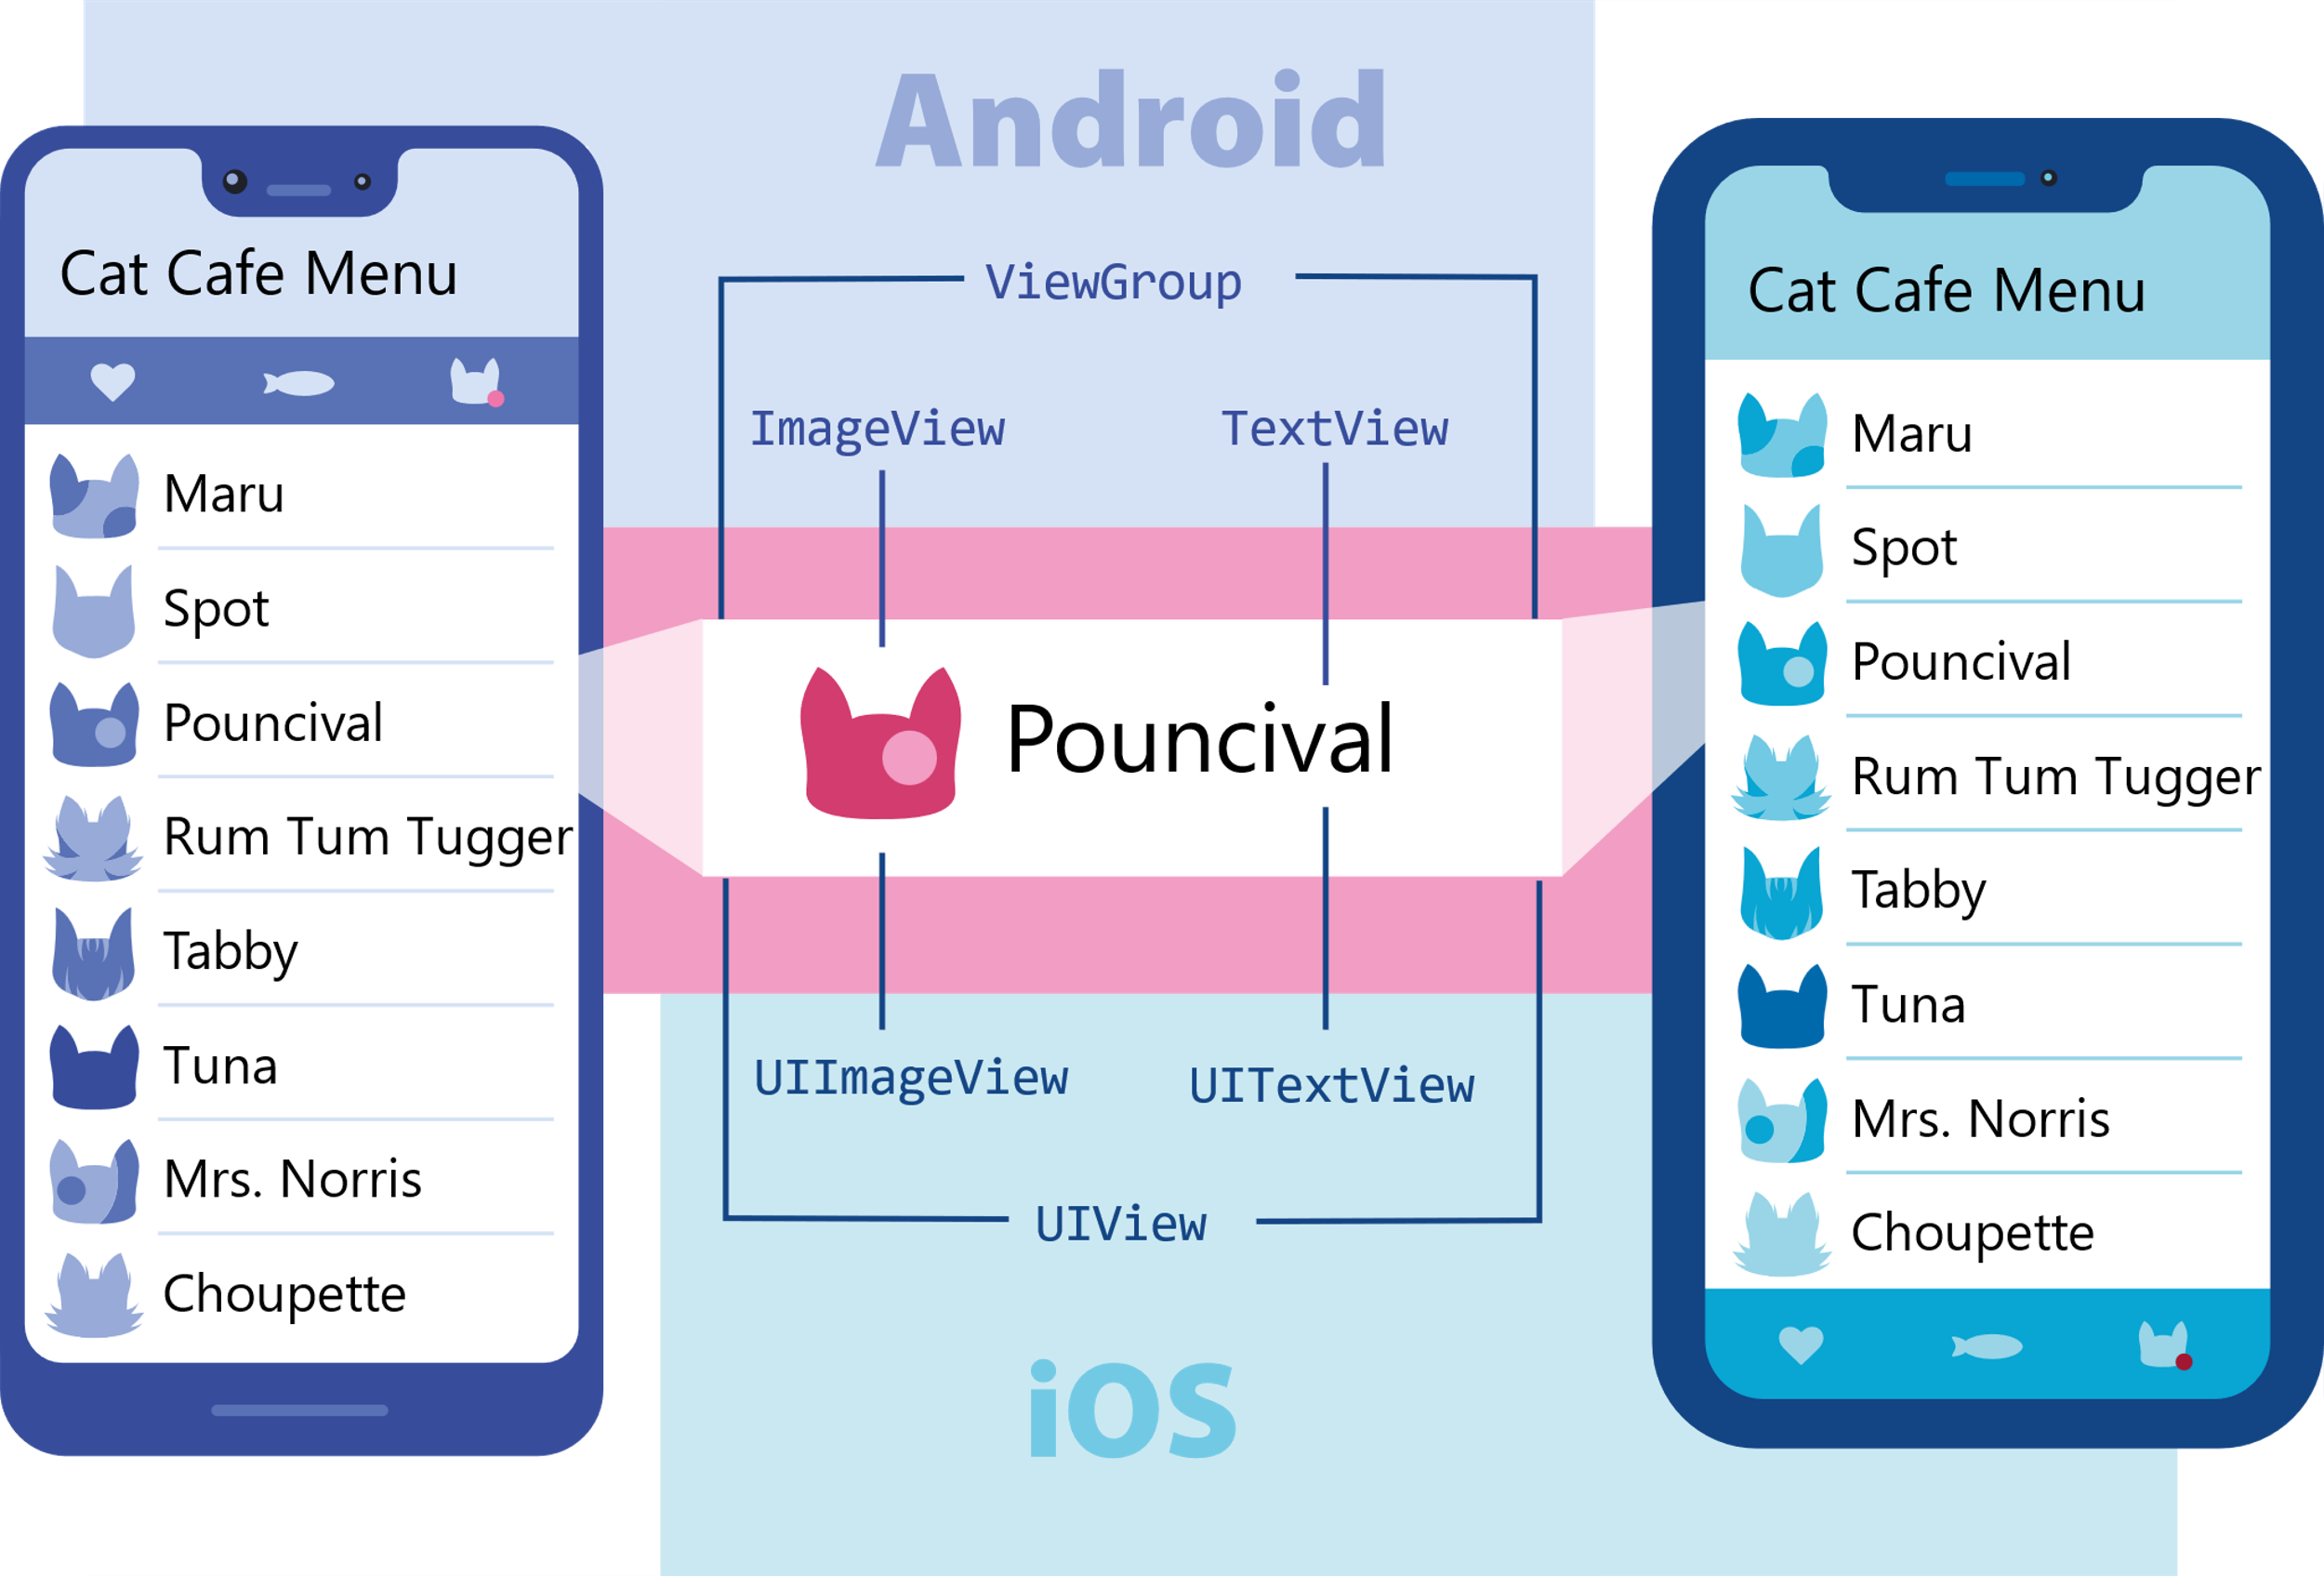 Android
Cat Cafe Menu
Maru
Spot
Pouncival
Rum Tum Tugger
Tabby
Tuna
Mrs. Norris
Choupette
ViewGroup
ImageView
TextView
Pouncival
UIImageView
UITextView
UIView
iOS
Cat Cafe Menu
Maru
Spot
Pouncival
Rum Tum Tugger
Tabby
Tuna
Mrs. Norris
Choupette